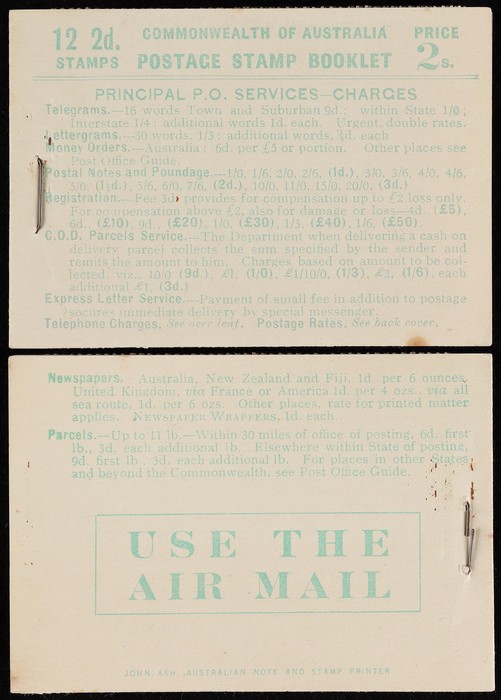 12 2d. STAMPS
COMMONWEALTH OF AUSTRALIA
POSTAGE STAMP BOOKLET
PRICE 2s.
PRINCIPAL P.O. SERVICES—CHARGES
Telegrams.—16 words Town and Suburban 9d.; within State 1/0;
Interstate 1/4: additional words 1d. each. Urgent, double rates.
Lettergrams.—30 words, 1/3: additional words, ½d. each
Money Orders.—Australia: 6d. per £5 or portion. Other places see
Post Office Guide.
Postal Notes and Poundage.—1/0, 1/6, 2/0, 2/6, (1d.), 3/0, 3/6, 4/0, 4/6,
5/0, (1½d.); 5/6, 6/0, 7/6, (2d.), 10/0, 11/0, 15/0, 20/0, (3d.)
Registration.—Fee 3d. provides for compensation up to £2 loss only.
For compensation above £2, also for damage or loss—4d. (£5),
6d. (£10), 9d., (£20), 1/0, (£30), 1/3, (£40), 1/6, (£50)
C.O.D. Parcels Service.—The Department when delivering a cash on
delivery parcel collects the sum specified by the sender and
remits the amount to him. Charges based on amount to be col-
lected, viz., 10/0 (9d.), £1, (1/0), £1/10/0, (1/3), £2, (1/6), each
additional £1, (3d.)
Express Letter Service.—Payment of small fee in addition to postage
secures immediate delivery by special messenger.
Telephone Charges, See over leaf. Postage Rates, See back cover.
Newspapers.—Australia, New Zealand and Fiji, 1d. per 6 ounces,
United Kingdom, via France or America 1d. per 4 ozs., via all
sea route, 1d. per 6 ozs. Other places, rate for printed matter
applies. NEWSPAPER WRAPPERS, 1d. each.
Parcels.—Up to 11 lb.—Within 30 miles of office of posting, 6d. first
lb., 3d. each additional lb. Elsewhere within State of posting,
9d. first lb., 3d. each additional lb. For places in other States
and beyond the Commonwealth, see Post Office Guide.
USE THE
AIR MAIL
JOHN ASH, AUSTRALIAN NOTE AND STAMP PRINTER